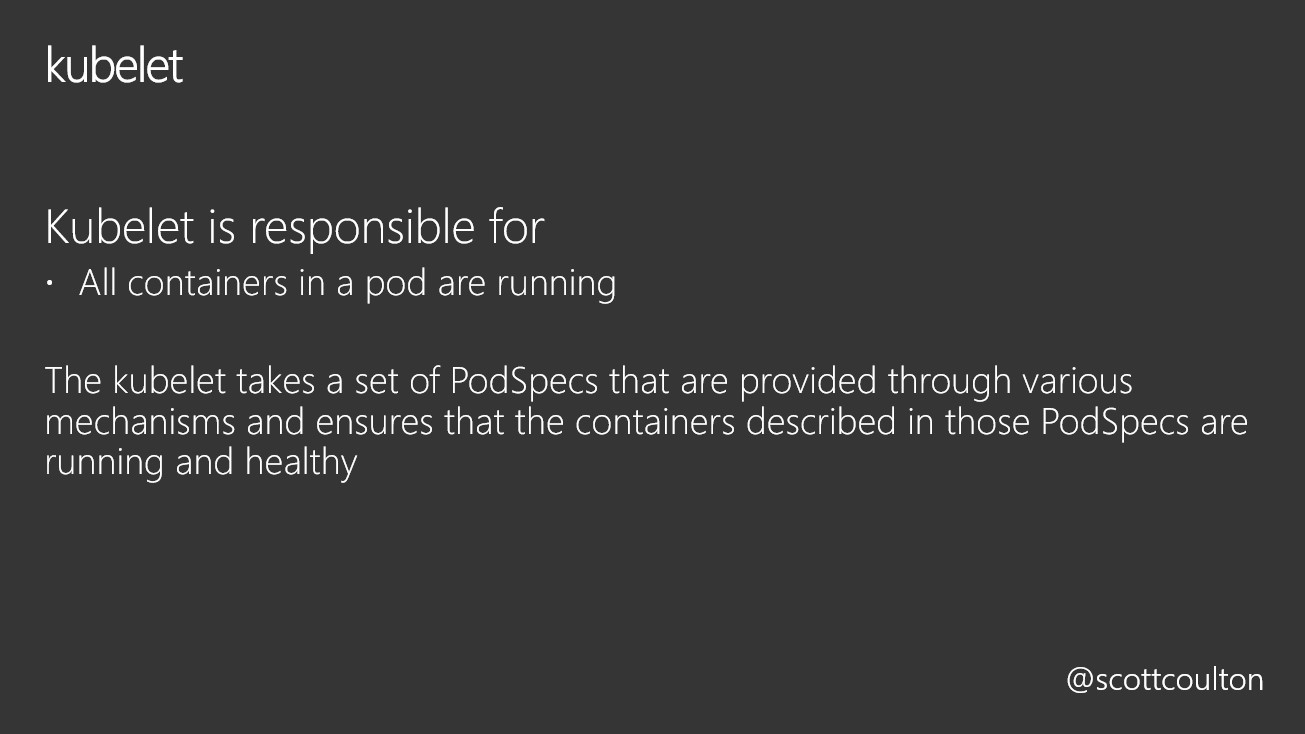 kubelet
Kubelet is responsible for
• All containers in a pod are running
The kubelet takes a set of PodSpecs that are provided through various
mechanisms and ensures that the containers described in those PodSpecs are
running and healthy
@scottcoulton